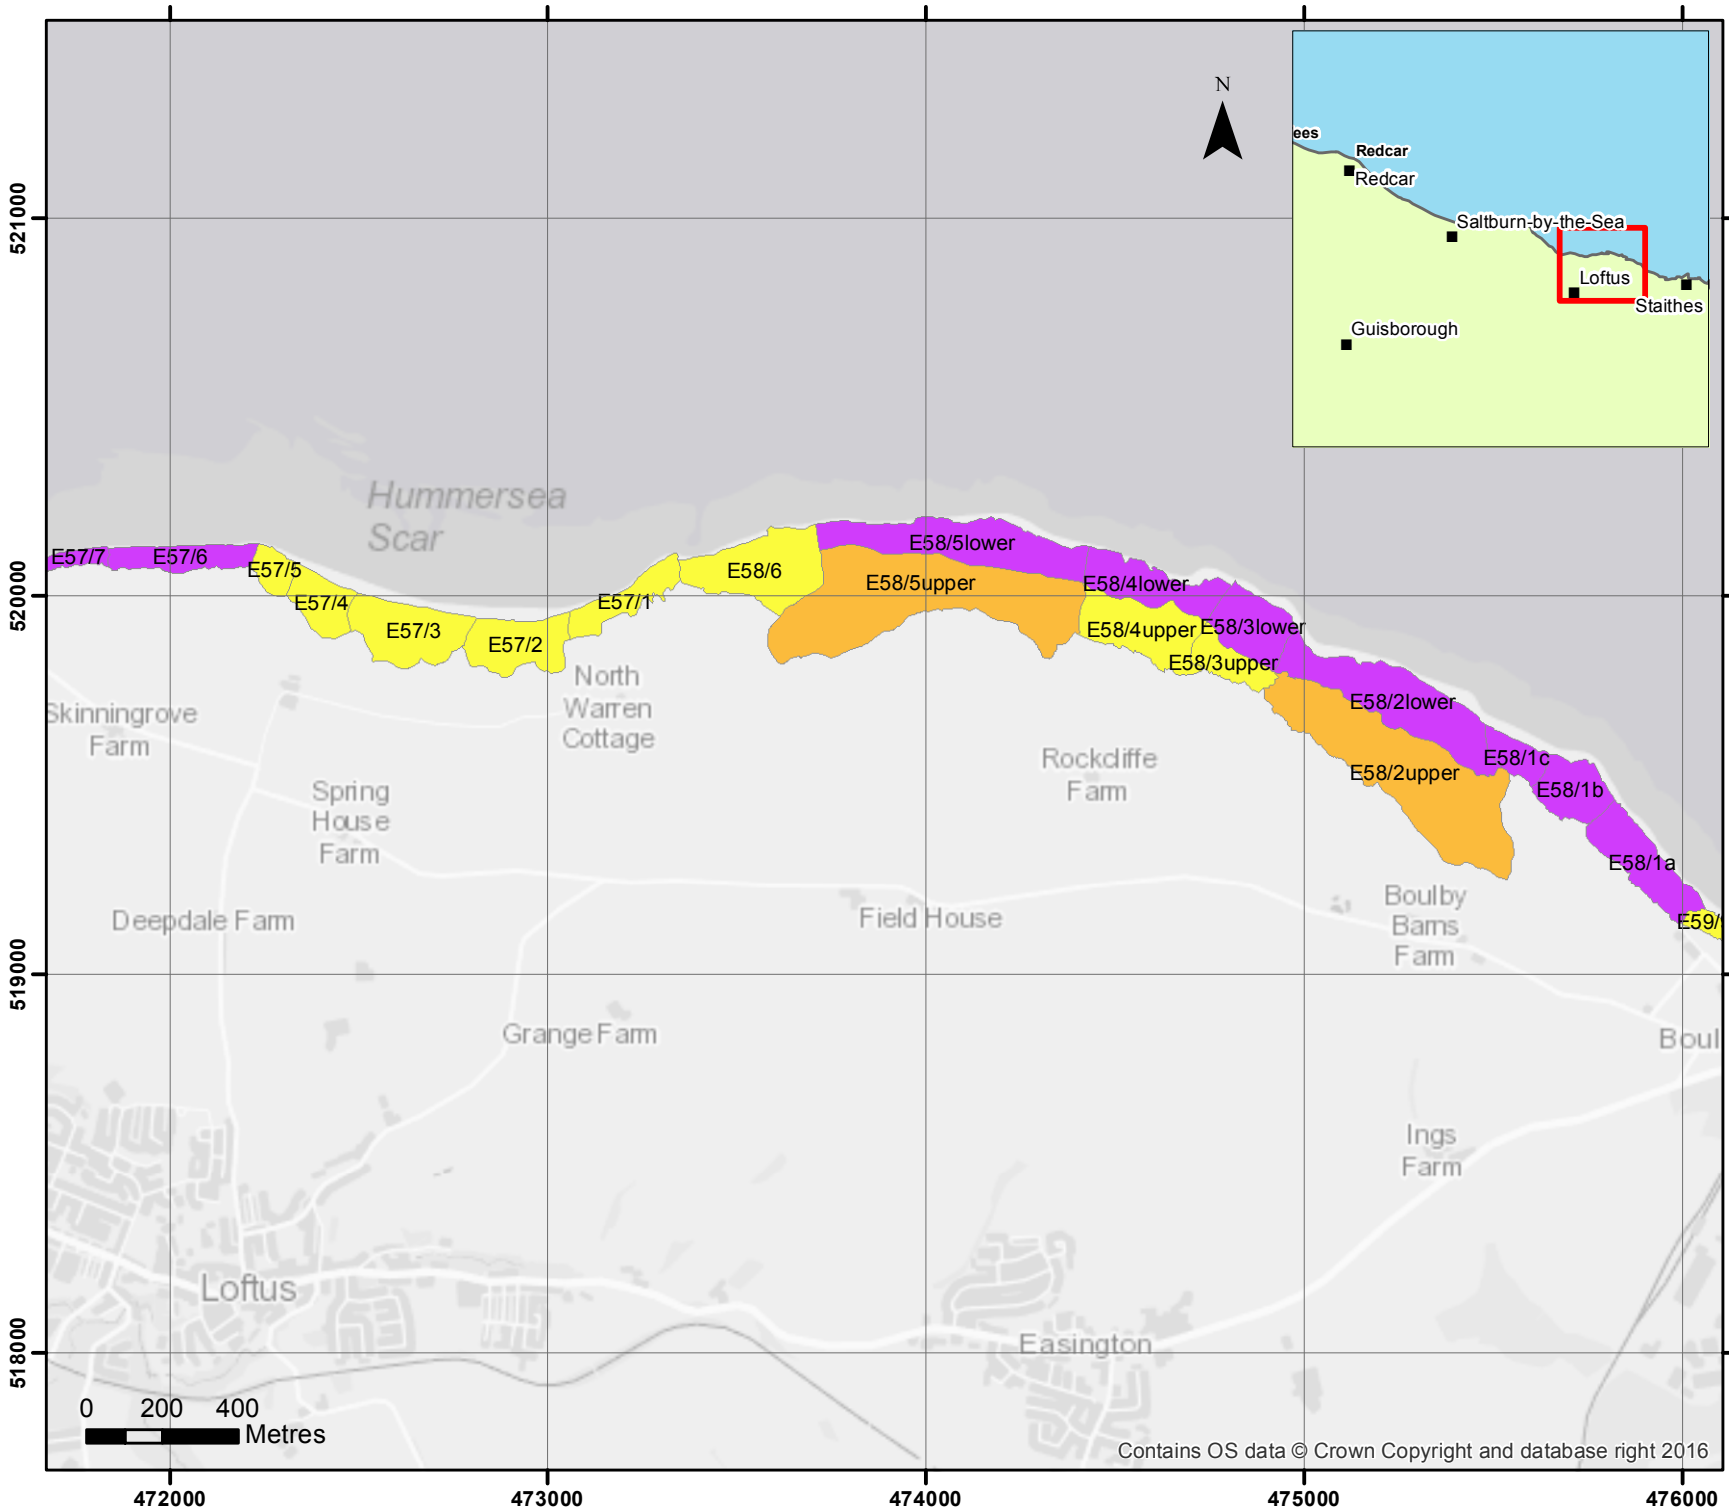 N
ees
Redcar
Redcar
Saltburn-by-the-Sea
Loftus
Staithes
Guisborough
521000
520000
519000
518000
Hummersea
Scar
E57/7
E57/6
E57/5
E57/4
E57/3
E57/2
E57/1
E58/6
E58/5lower
E58/5upper
E58/4lower
E58/4upper
E58/3lower
E58/3upper
E58/2lower
E58/2upper
E58/1c
E58/1b
E58/1a
E59/
North
Warren
Cottage
Skinningrove
Farm
Spring
House
Farm
Rockcliffe
Farm
Deepdale Farm
Field House
Boulby
Barns
Farm
Grange Farm
Boul
Ings
Farm
Loftus
Easington
0 200 400
Metres
Contains OS data © Crown Copyright and database right 2016
472000 473000 474000 475000 476000